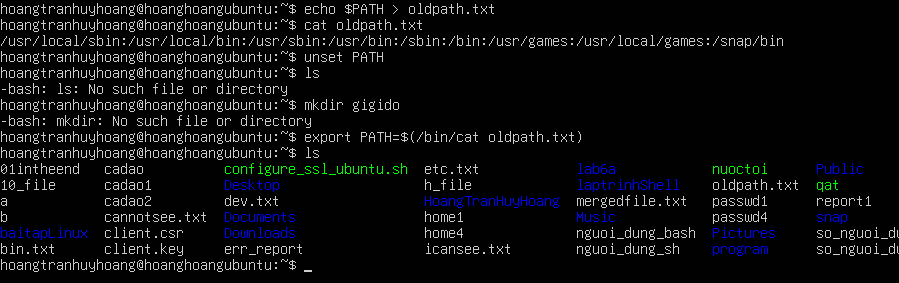 hoangtranhuyhoang@hoanghoangubuntu:~$ echo $PATH > oldpath.txt
hoangtranhuyhoang@hoanghoangubuntu:~$ cat oldpath.txt
/usr/local/sbin:/usr/local/bin:/usr/sbin:/usr/bin:/sbin:/bin:/usr/games:/usr/local/games:/snap/bin
hoangtranhuyhoang@hoanghoangubuntu:~$ unset PATH
hoangtranhuyhoang@hoanghoangubuntu:~$ ls
-bash: ls: No such file or directory
hoangtranhuyhoang@hoanghoangubuntu:~$ mkdir gigido
-bash: mkdir: No such file or directory
hoangtranhuyhoang@hoanghoangubuntu:~$ export PATH=$(/bin/cat oldpath.txt)
hoangtranhuyhoang@hoanghoangubuntu:~$ ls
01intheend cadao configure_ssl_ubuntu.sh etc.txt lab6a nuoctoi Public
10_file cadao1 Desktop h_file laptrinhShell oldpath.txt qat
a cadao2 dev.txt HoangTranHuyHoang mergedfile.txt passwd1 report1
b cannotsee.txt Documents home1 Music passwd4 snap
baitapLinux client.csr Downloads home4 nguoi_dung_bash Pictures so_nguoi_du
bin.txt client.key err_report icansee.txt nguoi_dung_sh program so_nguoi_du
hoangtranhuyhoang@hoanghoangubuntu:~$ _